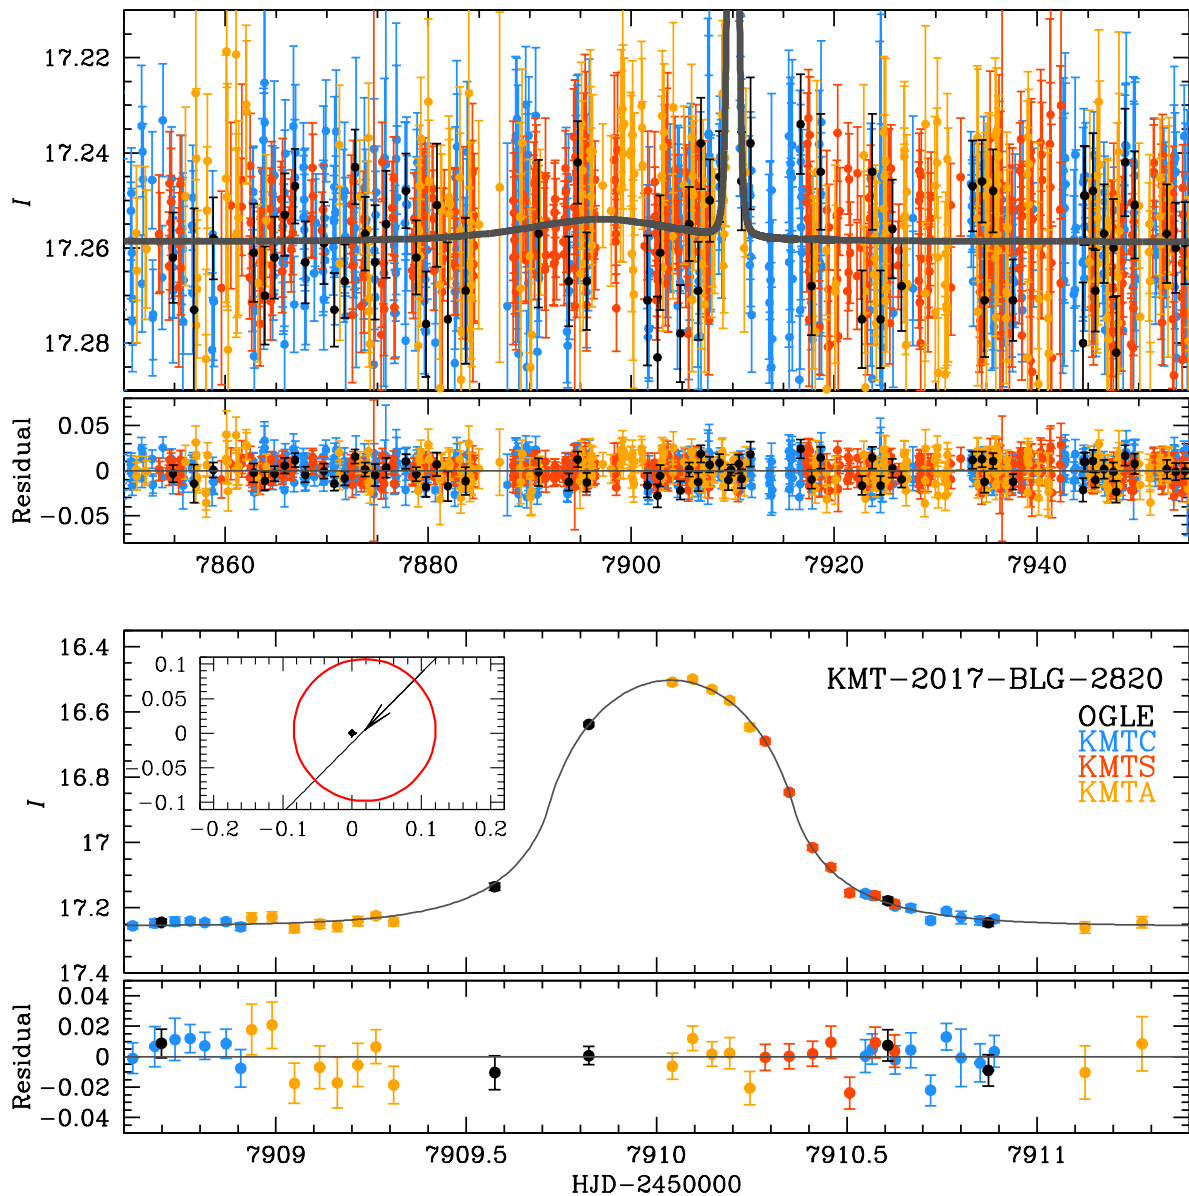 17.22
17.24
I
17.26
17.28
0.05
Residual
0
-0.05
7860 7880 7900 7920 7940
16.4
0.1
KMT-2017-BLG-2820
0.05
16.6
OGLE
0
KMTC
-0.05
KMTS
16.8
KMTA
-0.1
I
-0.2 -0.1 0 0.1 0.2
17
17.2
17.4
0.04
0.02
Residual
0
-0.02
-0.04
7909 7909.5 7910 7910.5 7911
HJD-2450000